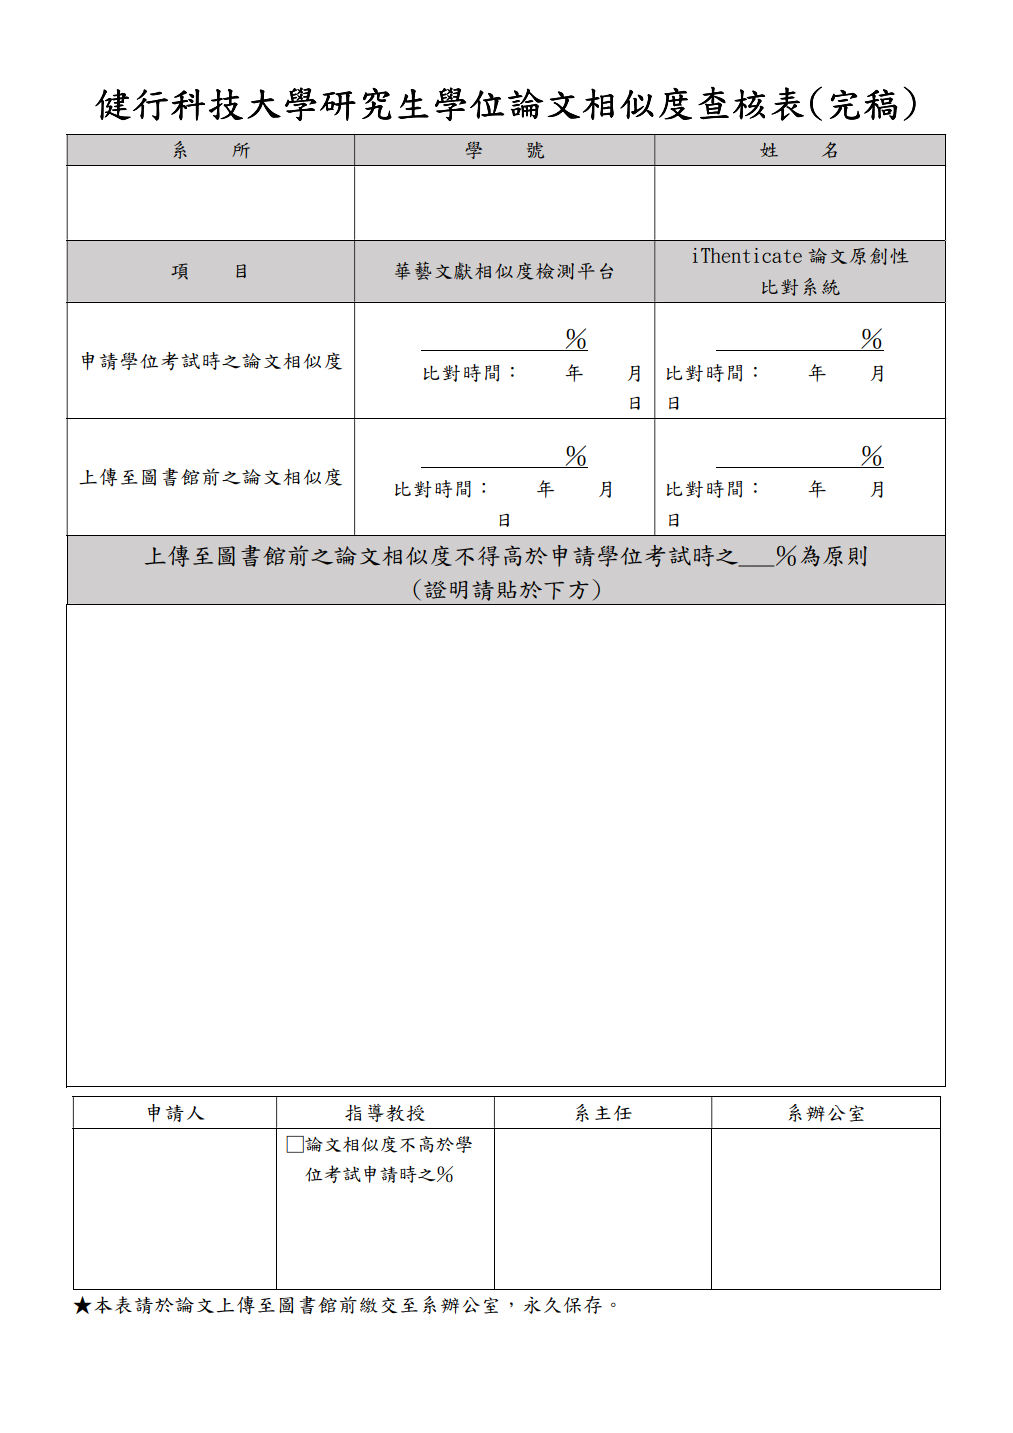 健行科技大學研究生學位論文相似度查核表(完稿)
系　　所　學　　號　姓　　名
項　　目　華藝文獻相似度檢測平台　iThenticate 論文原創性
比對系統
申請學位考試時之論文相似度
____%　____%
比對時間：　　年　　月　比對時間：　　年　　月
日　日
上傳至圖書館前之論文相似度
____%　____%
比對時間：　　年　　月　比對時間：　　年　　月
日　日
上傳至圖書館前之論文相似度不得高於申請學位考試時之___%為原則
(證明請貼於下方)
申請人　指導教授　系主任　系辦公室
□論文相似度不高於學
位考試申請時之%
★本表請於論文上傳至圖書館前繳交至系辦公室，永久保存。